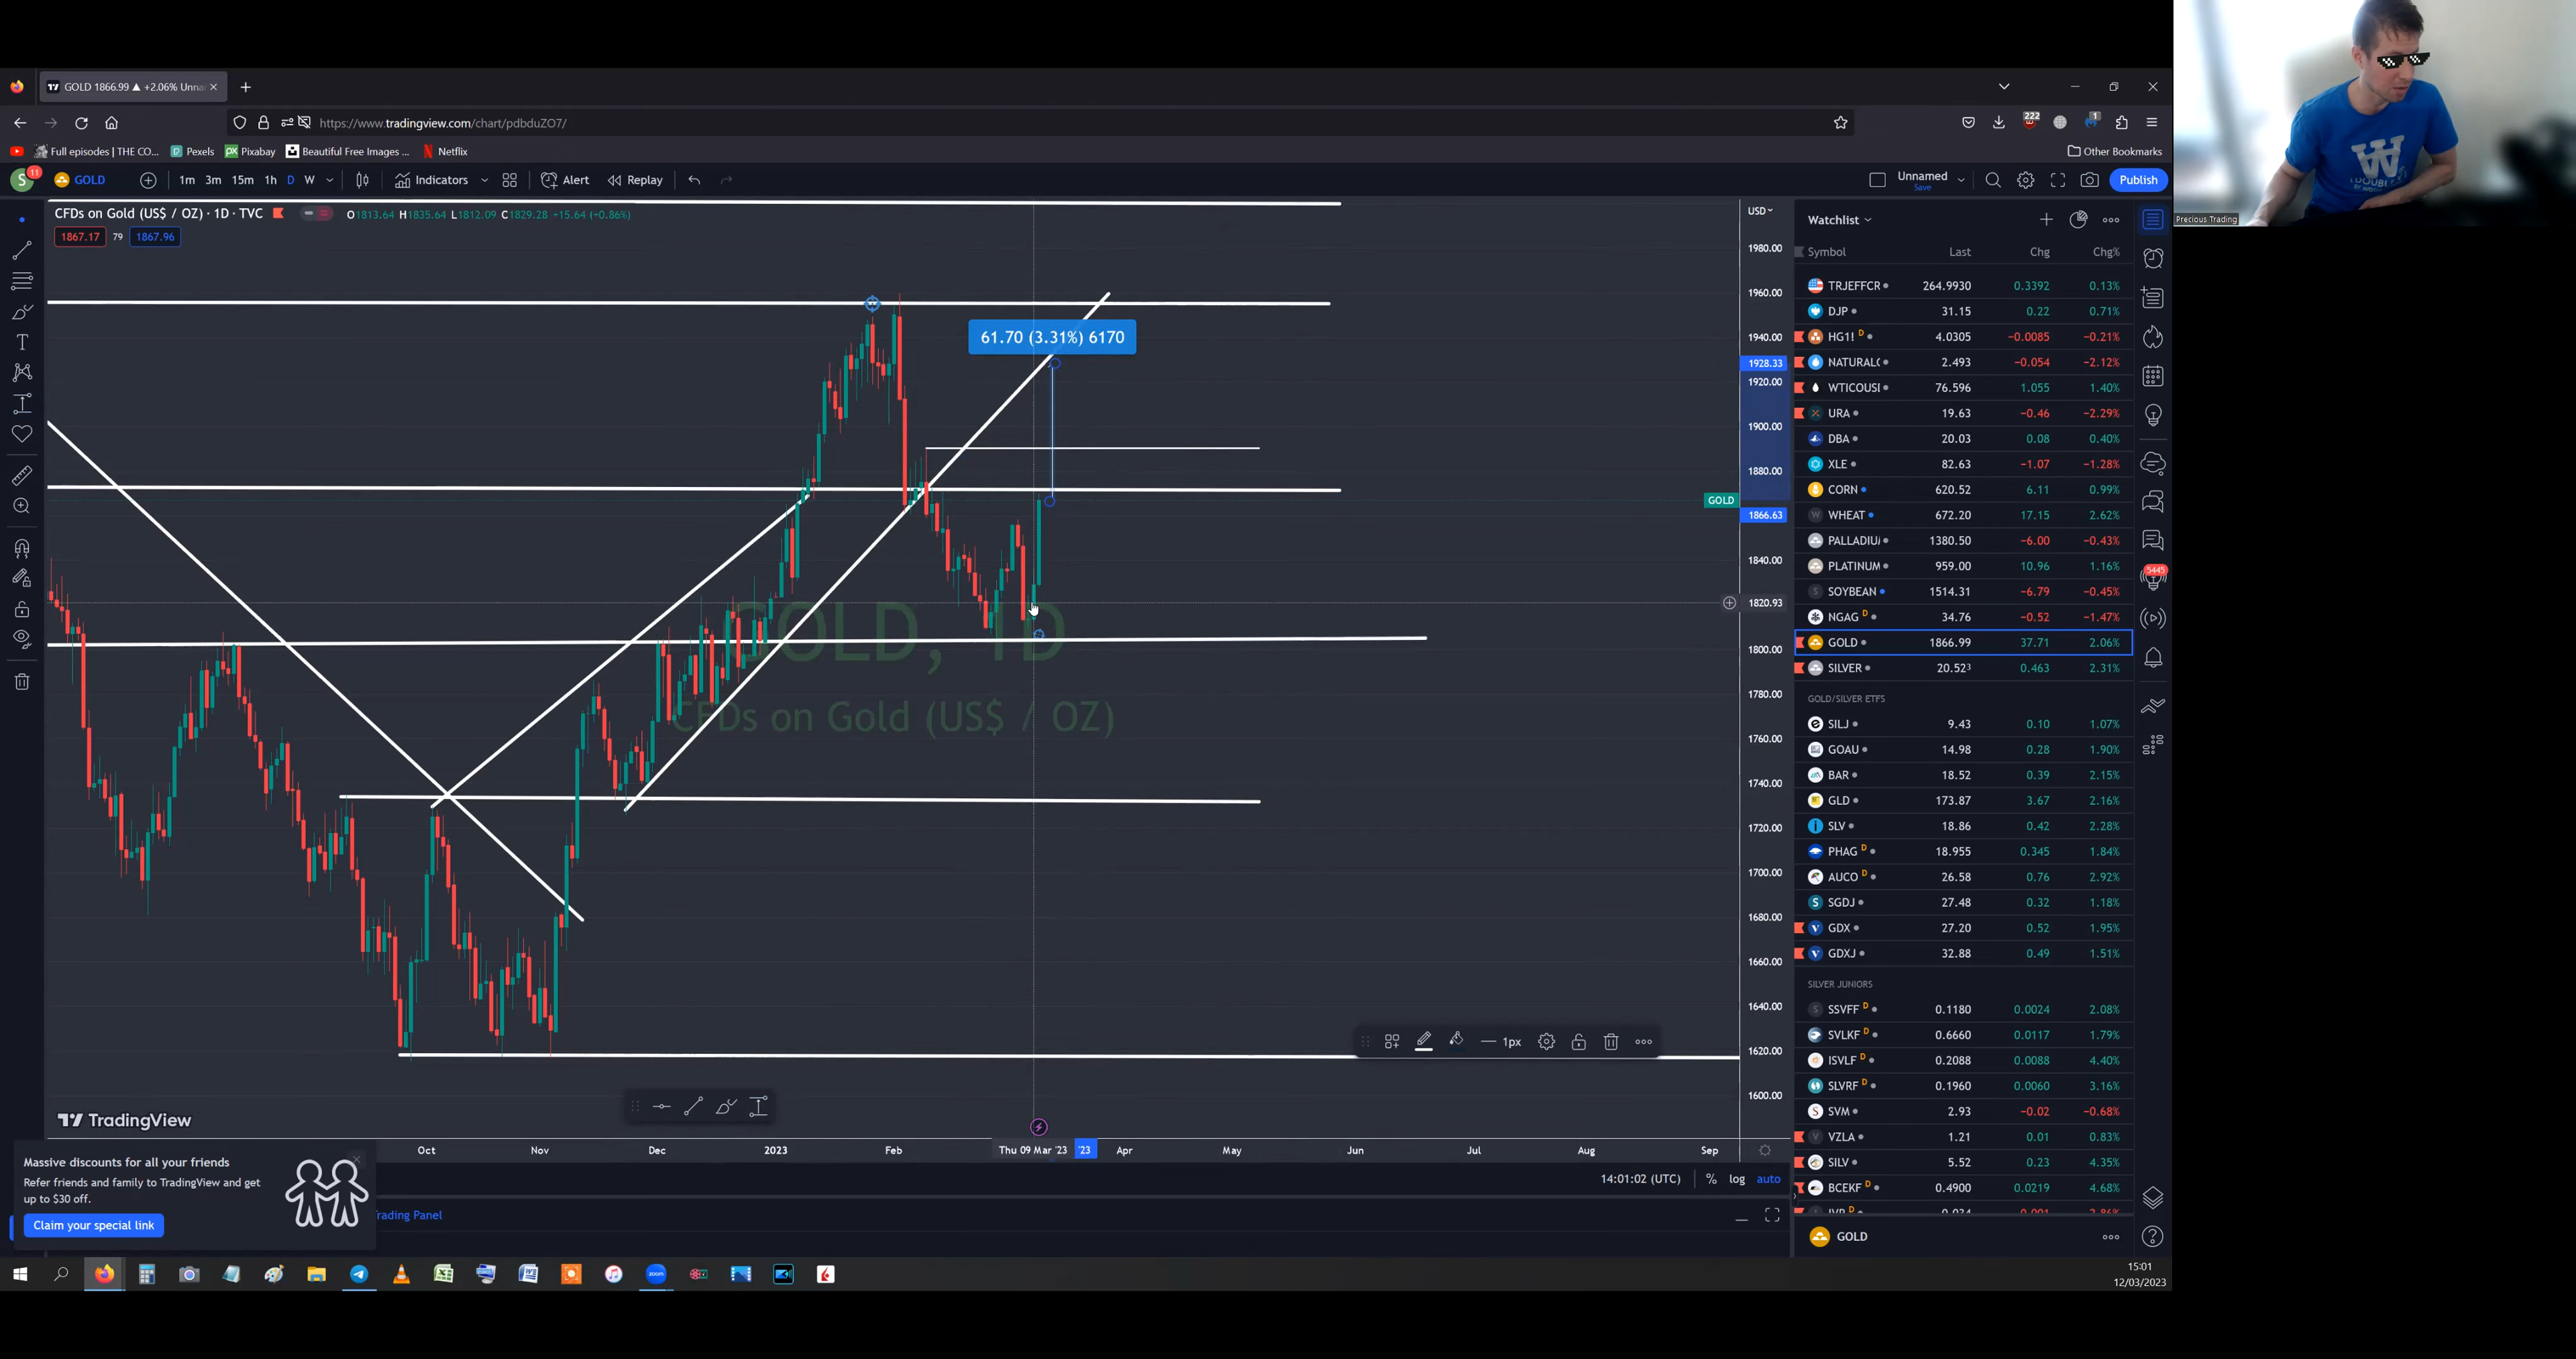 GOLD 1866.99 ▲ +2.06% Unna
https://www.tradingview.com/chart/pdbduZO7/
222
1
Full episodes | THE CO...
Pexels
Pixabay
Beautiful Free Images ...
Netflix
Other Bookmarks
S
11
GOLD
1m 3m 15m 1h D W
Indicators
Alert
Replay
Unnamed
Save
Publish
CFDs on Gold (US$ / OZ) · 1D · TVC
O1813.64 H1835.64 L1812.09 C1829.28 +15.64 (+0.86%)
1867.17 79 1867.96
61.70 (3.31%) 6170
GOLD, 1D
CFDs on Gold (US$ / OZ)
USD
1980.00
1960.00
1940.00
1928.33
1920.00
1900.00
1880.00
GOLD
1866.63
1840.00
1820.93
1800.00
1780.00
1760.00
1740.00
1720.00
1700.00
1680.00
1660.00
1640.00
1620.00
1600.00
1px
TradingView
Oct Nov Dec 2023 Feb Thu 09 Mar '23 '23 Apr May Jun Jul Aug Sep
14:01:02 (UTC) % log auto
Massive discounts for all your friends
Refer friends and family to TradingView and get
up to $30 off.
Claim your special link
rading Panel
Watchlist
Symbol Last Chg Chg%
TRJEFFCR 264.9930 0.3392 0.13%
DJP 31.15 0.22 0.71%
HG1! D 4.0305 −0.0085 −0.21%
NATURALG 2.493 −0.054 −2.12%
WTICOUSI 76.596 1.055 1.40%
URA 19.63 −0.46 −2.29%
DBA 20.03 0.08 0.40%
XLE 82.63 −1.07 −1.28%
CORN 620.52 6.11 0.99%
WHEAT 672.20 17.15 2.62%
PALLADIU 1380.50 −6.00 −0.43%
PLATINUM 959.00 10.96 1.16%
SOYBEAN 1514.31 −6.79 −0.45%
NGAG D 34.76 −0.52 −1.47%
GOLD 1866.99 37.71 2.06%
SILVER 20.52³ 0.463 2.31%
GOLD/SILVER ETFS
SILJ 9.43 0.10 1.07%
GOAU 14.98 0.28 1.90%
BAR 18.52 0.39 2.15%
GLD 173.87 3.67 2.16%
SLV 18.86 0.42 2.28%
PHAG D 18.955 0.345 1.84%
AUCO D 26.58 0.76 2.92%
SGDJ 27.48 0.32 1.18%
GDX 27.20 0.52 1.95%
GDXJ 32.88 0.49 1.51%
SILVER JUNIORS
SSVFF D 0.1180 0.0024 2.08%
SVLKF D 0.6660 0.0117 1.79%
ISVLF D 0.2088 0.0088 4.40%
SLVRF D 0.1960 0.0060 3.16%
SVM 2.93 −0.02 −0.68%
VZLA 1.21 0.01 0.83%
SILV 5.52 0.23 4.35%
BCEKF D 0.4900 0.0219 4.68%
GOLD
5445
zoom
15:01
12/03/2023
Precious Trading
W